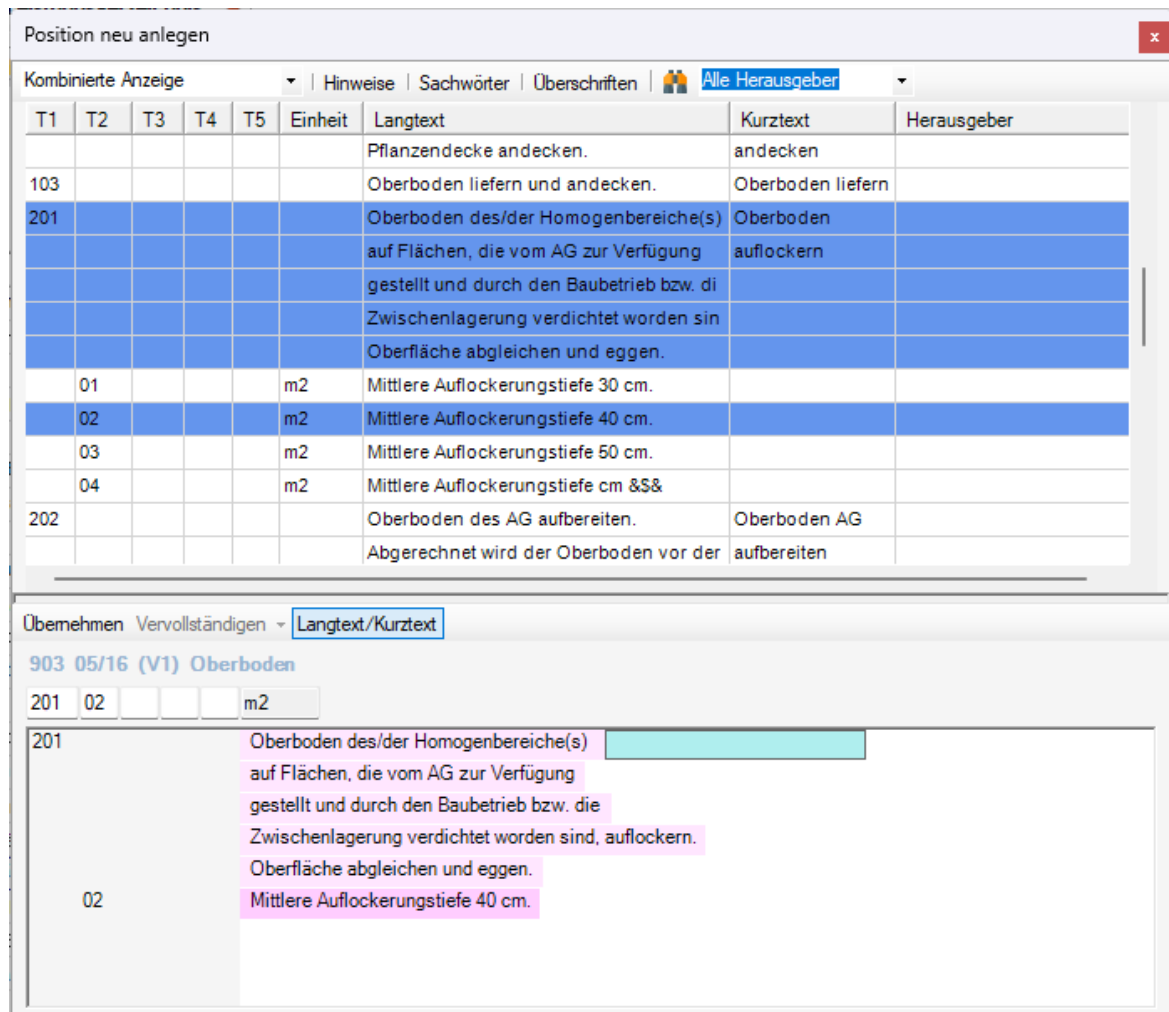 Position neu anlegen x
Kombinierte Anzeige | Hinweise | Sachwörter | Überschriften | Alle Herausgeber
T1 T2 T3 T4 T5 Einheit Langtext Kurztext Herausgeber
Pflanzendecke andecken. andecken
103 Oberboden liefern und andecken. Oberboden liefern
201 Oberboden des/der Homogenbereiche(s) Oberboden
auf Flächen, die vom AG zur Verfügung auflockern
gestellt und durch den Baubetrieb bzw. di
Zwischenlagerung verdichtet worden sin
Oberfläche abgleichen und eggen.
01 m2 Mittlere Auflockerungstiefe 30 cm.
02 m2 Mittlere Auflockerungstiefe 40 cm.
03 m2 Mittlere Auflockerungstiefe 50 cm.
04 m2 Mittlere Auflockerungstiefe cm &$&
202 Oberboden des AG aufbereiten. Oberboden AG
Abgerechnet wird der Oberboden vor der aufbereiten
Übernehmen Vervollständigen Langtext/Kurztext
903 05/16 (V1) Oberboden
201 02 m2
201 Oberboden des/der Homogenbereiche(s)
auf Flächen, die vom AG zur Verfügung
gestellt und durch den Baubetrieb bzw. die
Zwischenlagerung verdichtet worden sind, auflockern.
Oberfläche abgleichen und eggen.
02 Mittlere Auflockerungstiefe 40 cm.